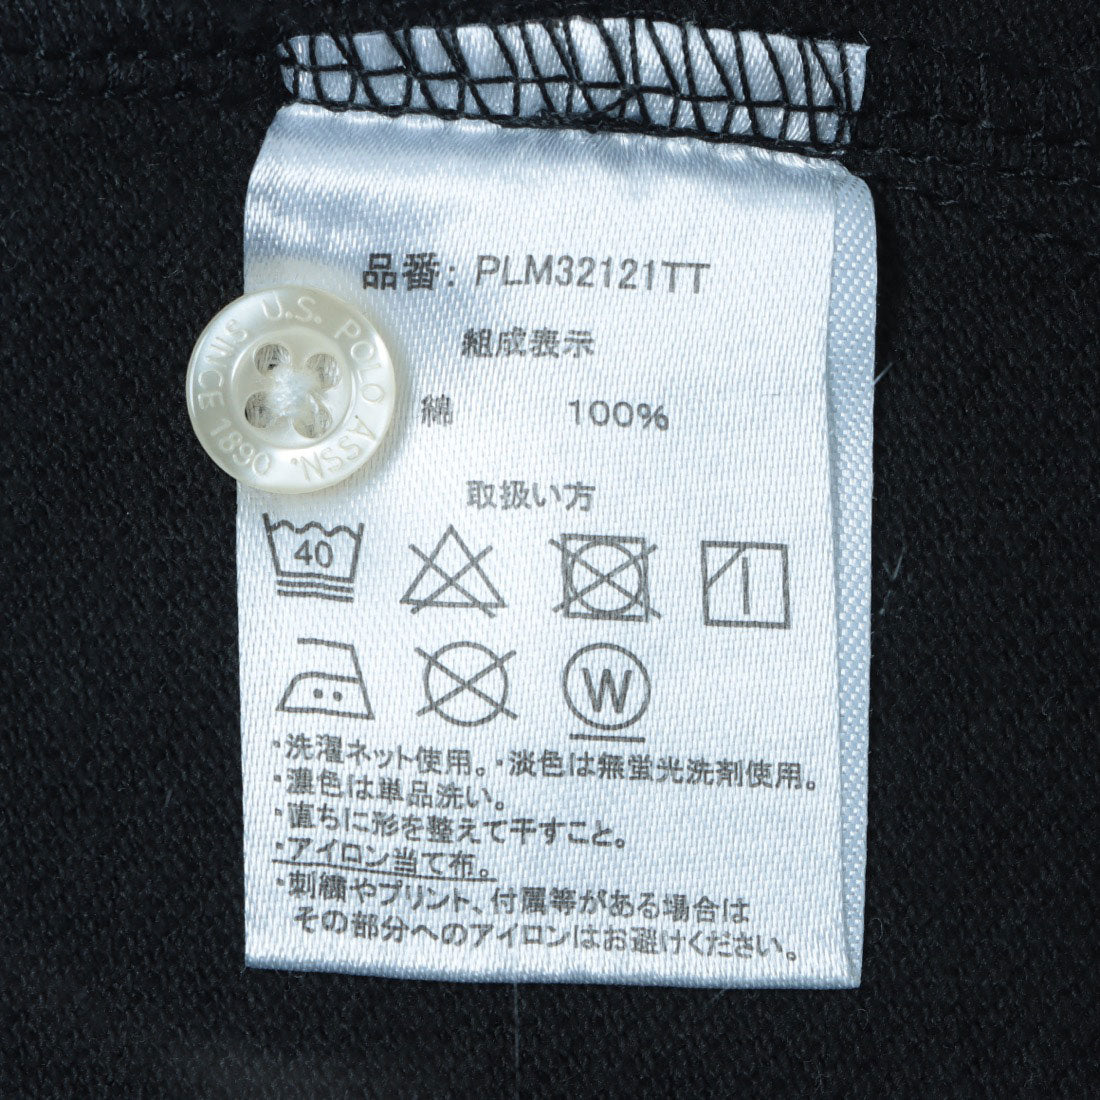 品番: PLM32121TT
U.S. POLO ASSN.
SINCE 1890
組成表示
綿 100%
取扱い方
40
W
・洗濯ネット使用。・淡色は無蛍光洗剤使用。
・濃色は単品洗い。
・直ちに形を整えて干すこと。
・アイロン当て布。
・刺繍やプリント、付属等がある場合は
その部分へのアイロンはお避けください。